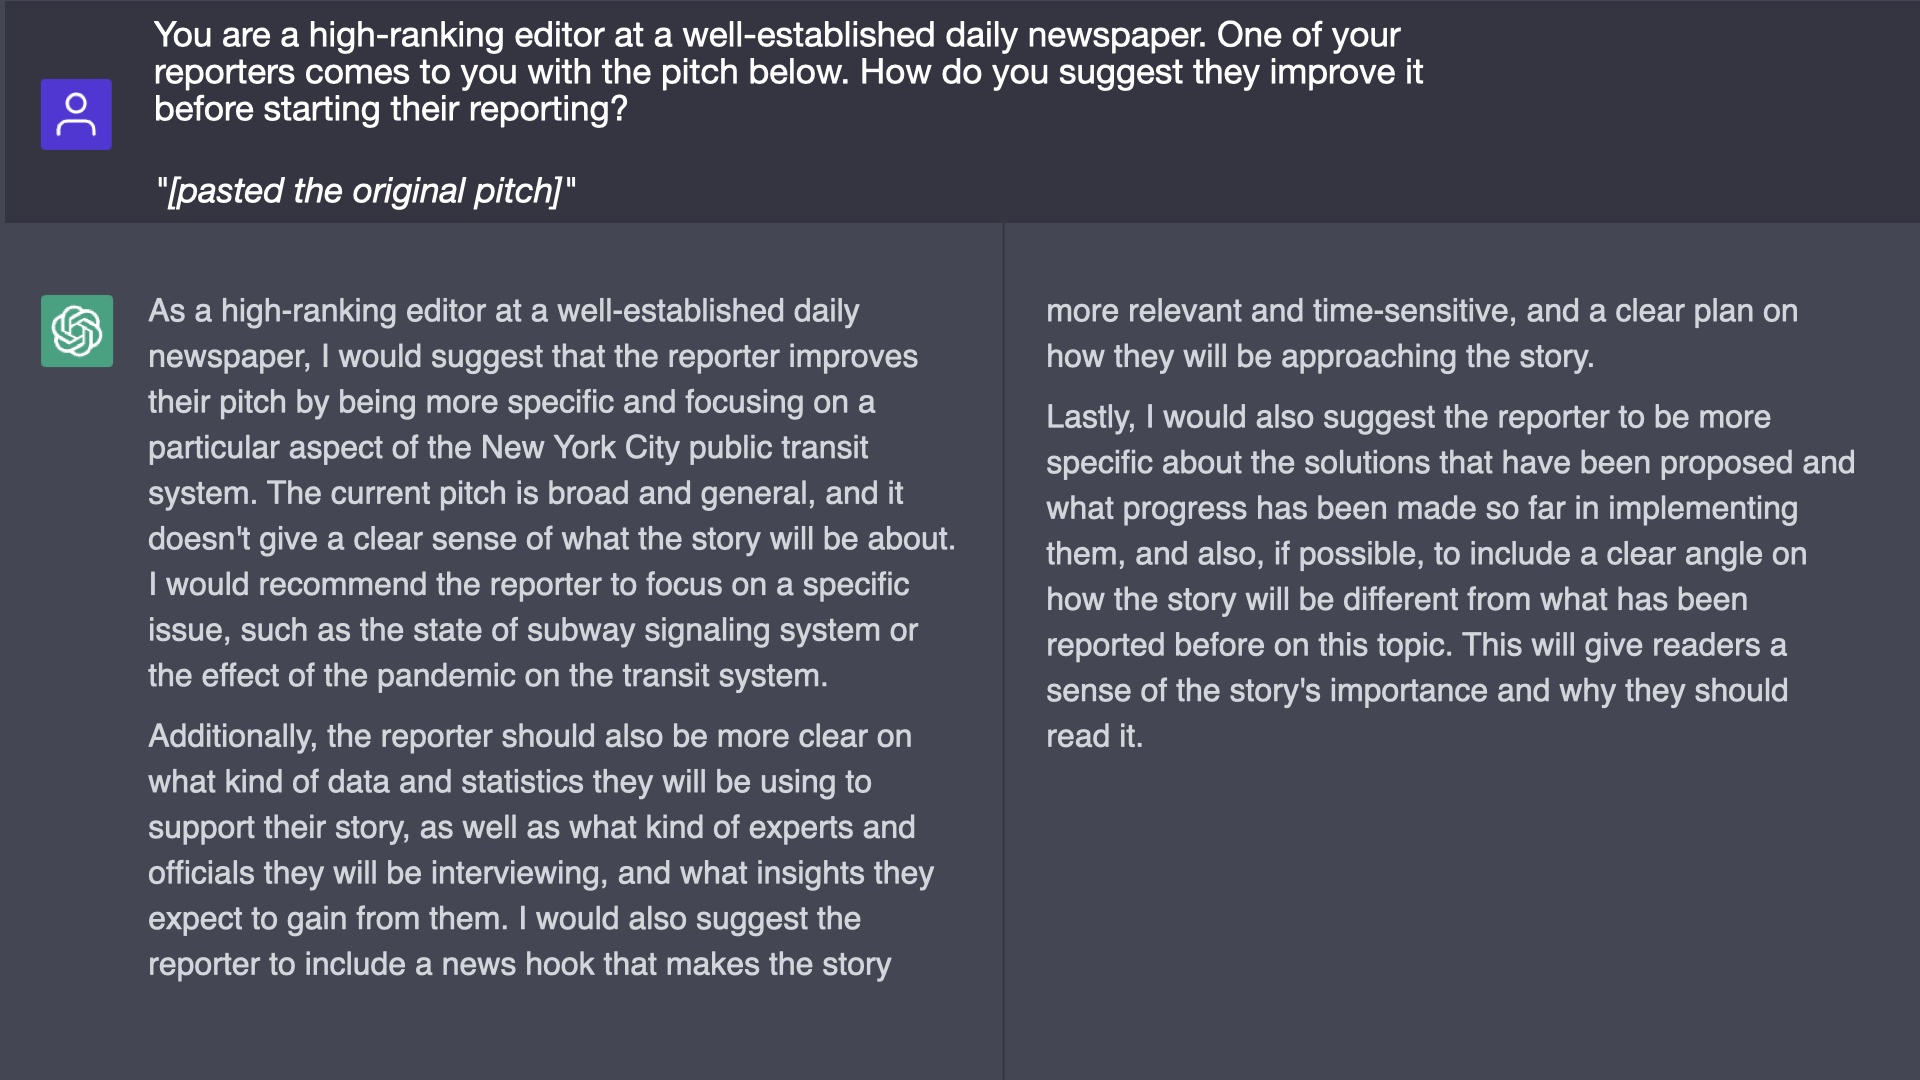 You are a high-ranking editor at a well-established daily newspaper. One of your
reporters comes to you with the pitch below. How do you suggest they improve it
before starting their reporting?
"[pasted the original pitch]"
As a high-ranking editor at a well-established daily
newspaper, I would suggest that the reporter improves
their pitch by being more specific and focusing on a
particular aspect of the New York City public transit
system. The current pitch is broad and general, and it
doesn't give a clear sense of what the story will be about.
I would recommend the reporter to focus on a specific
issue, such as the state of subway signaling system or
the effect of the pandemic on the transit system.
Additionally, the reporter should also be more clear on
what kind of data and statistics they will be using to
support their story, as well as what kind of experts and
officials they will be interviewing, and what insights they
expect to gain from them. I would also suggest the
reporter to include a news hook that makes the story
more relevant and time-sensitive, and a clear plan on
how they will be approaching the story.
Lastly, I would also suggest the reporter to be more
specific about the solutions that have been proposed and
what progress has been made so far in implementing
them, and also, if possible, to include a clear angle on
how the story will be different from what has been
reported before on this topic. This will give readers a
sense of the story's importance and why they should
read it.